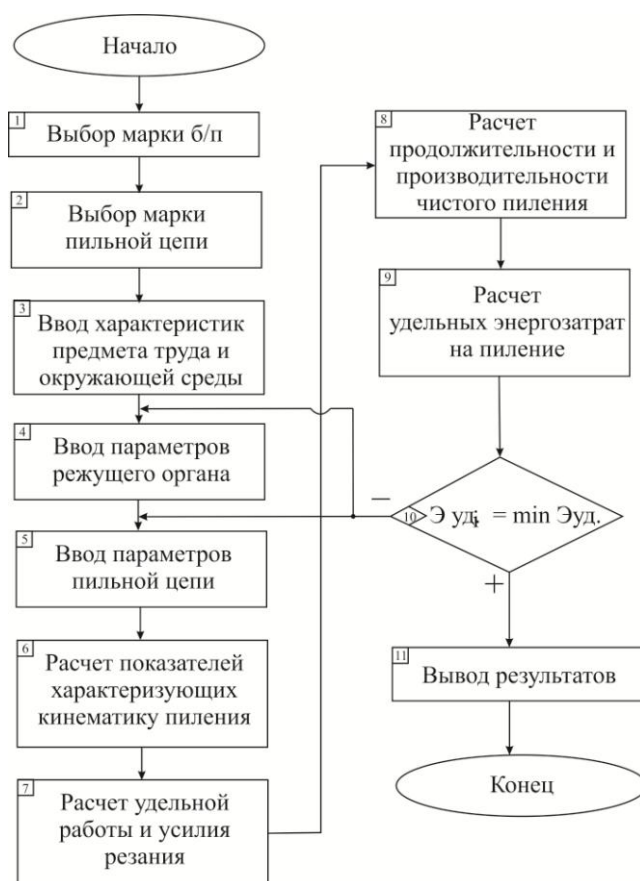 Начало
1
Выбор марки б/п
2
Выбор марки
пильной цепи
3
Ввод характеристик
предмета труда и
окружающей среды
4
Ввод параметров
режущего органа
5
Ввод параметров
пильной цепи
6
Расчет показателей
характеризующих
кинематику пиления
7
Расчет удельной
работы и усилия
резания
8
Расчет
продолжительности и
производительности
чистого пиления
9
Расчет
удельных энергозатрат
на пиление
–
10
Э удi = min Эуд.
+
11
Вывод результатов
Конец